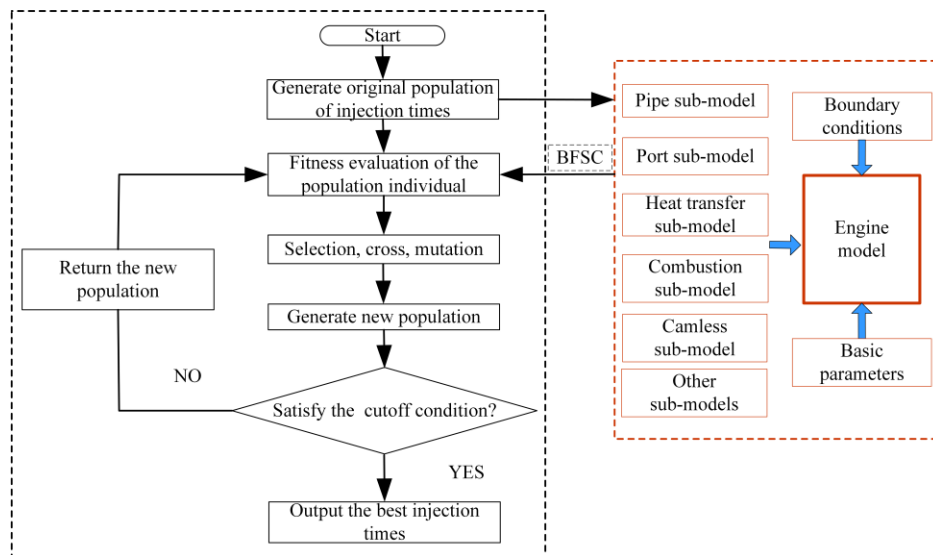 Start
Generate original population
of injection times
Fitness evaluation of the
population individual
Selection, cross, mutation
Generate new population
Return the new
population
NO
Satisfy the cutoff condition?
YES
Output the best injection
times
BFSC
Pipe sub-model
Port sub-model
Heat transfer
sub-model
Combustion
sub-model
Camless
sub-model
Other
sub-models
Boundary
conditions
Engine
model
Basic
parameters